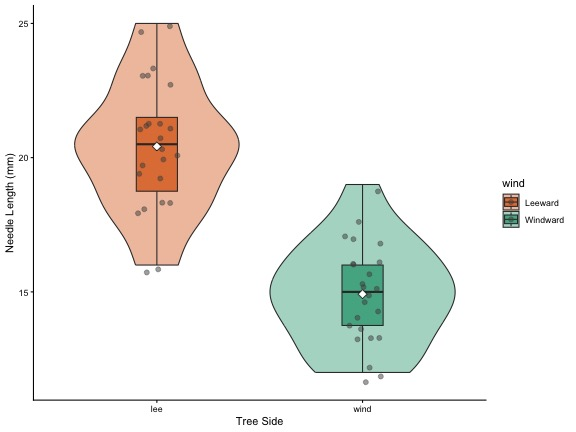 25
20
15
Needle Length (mm)
lee
wind
Tree Side
wind
Leeward
Windward